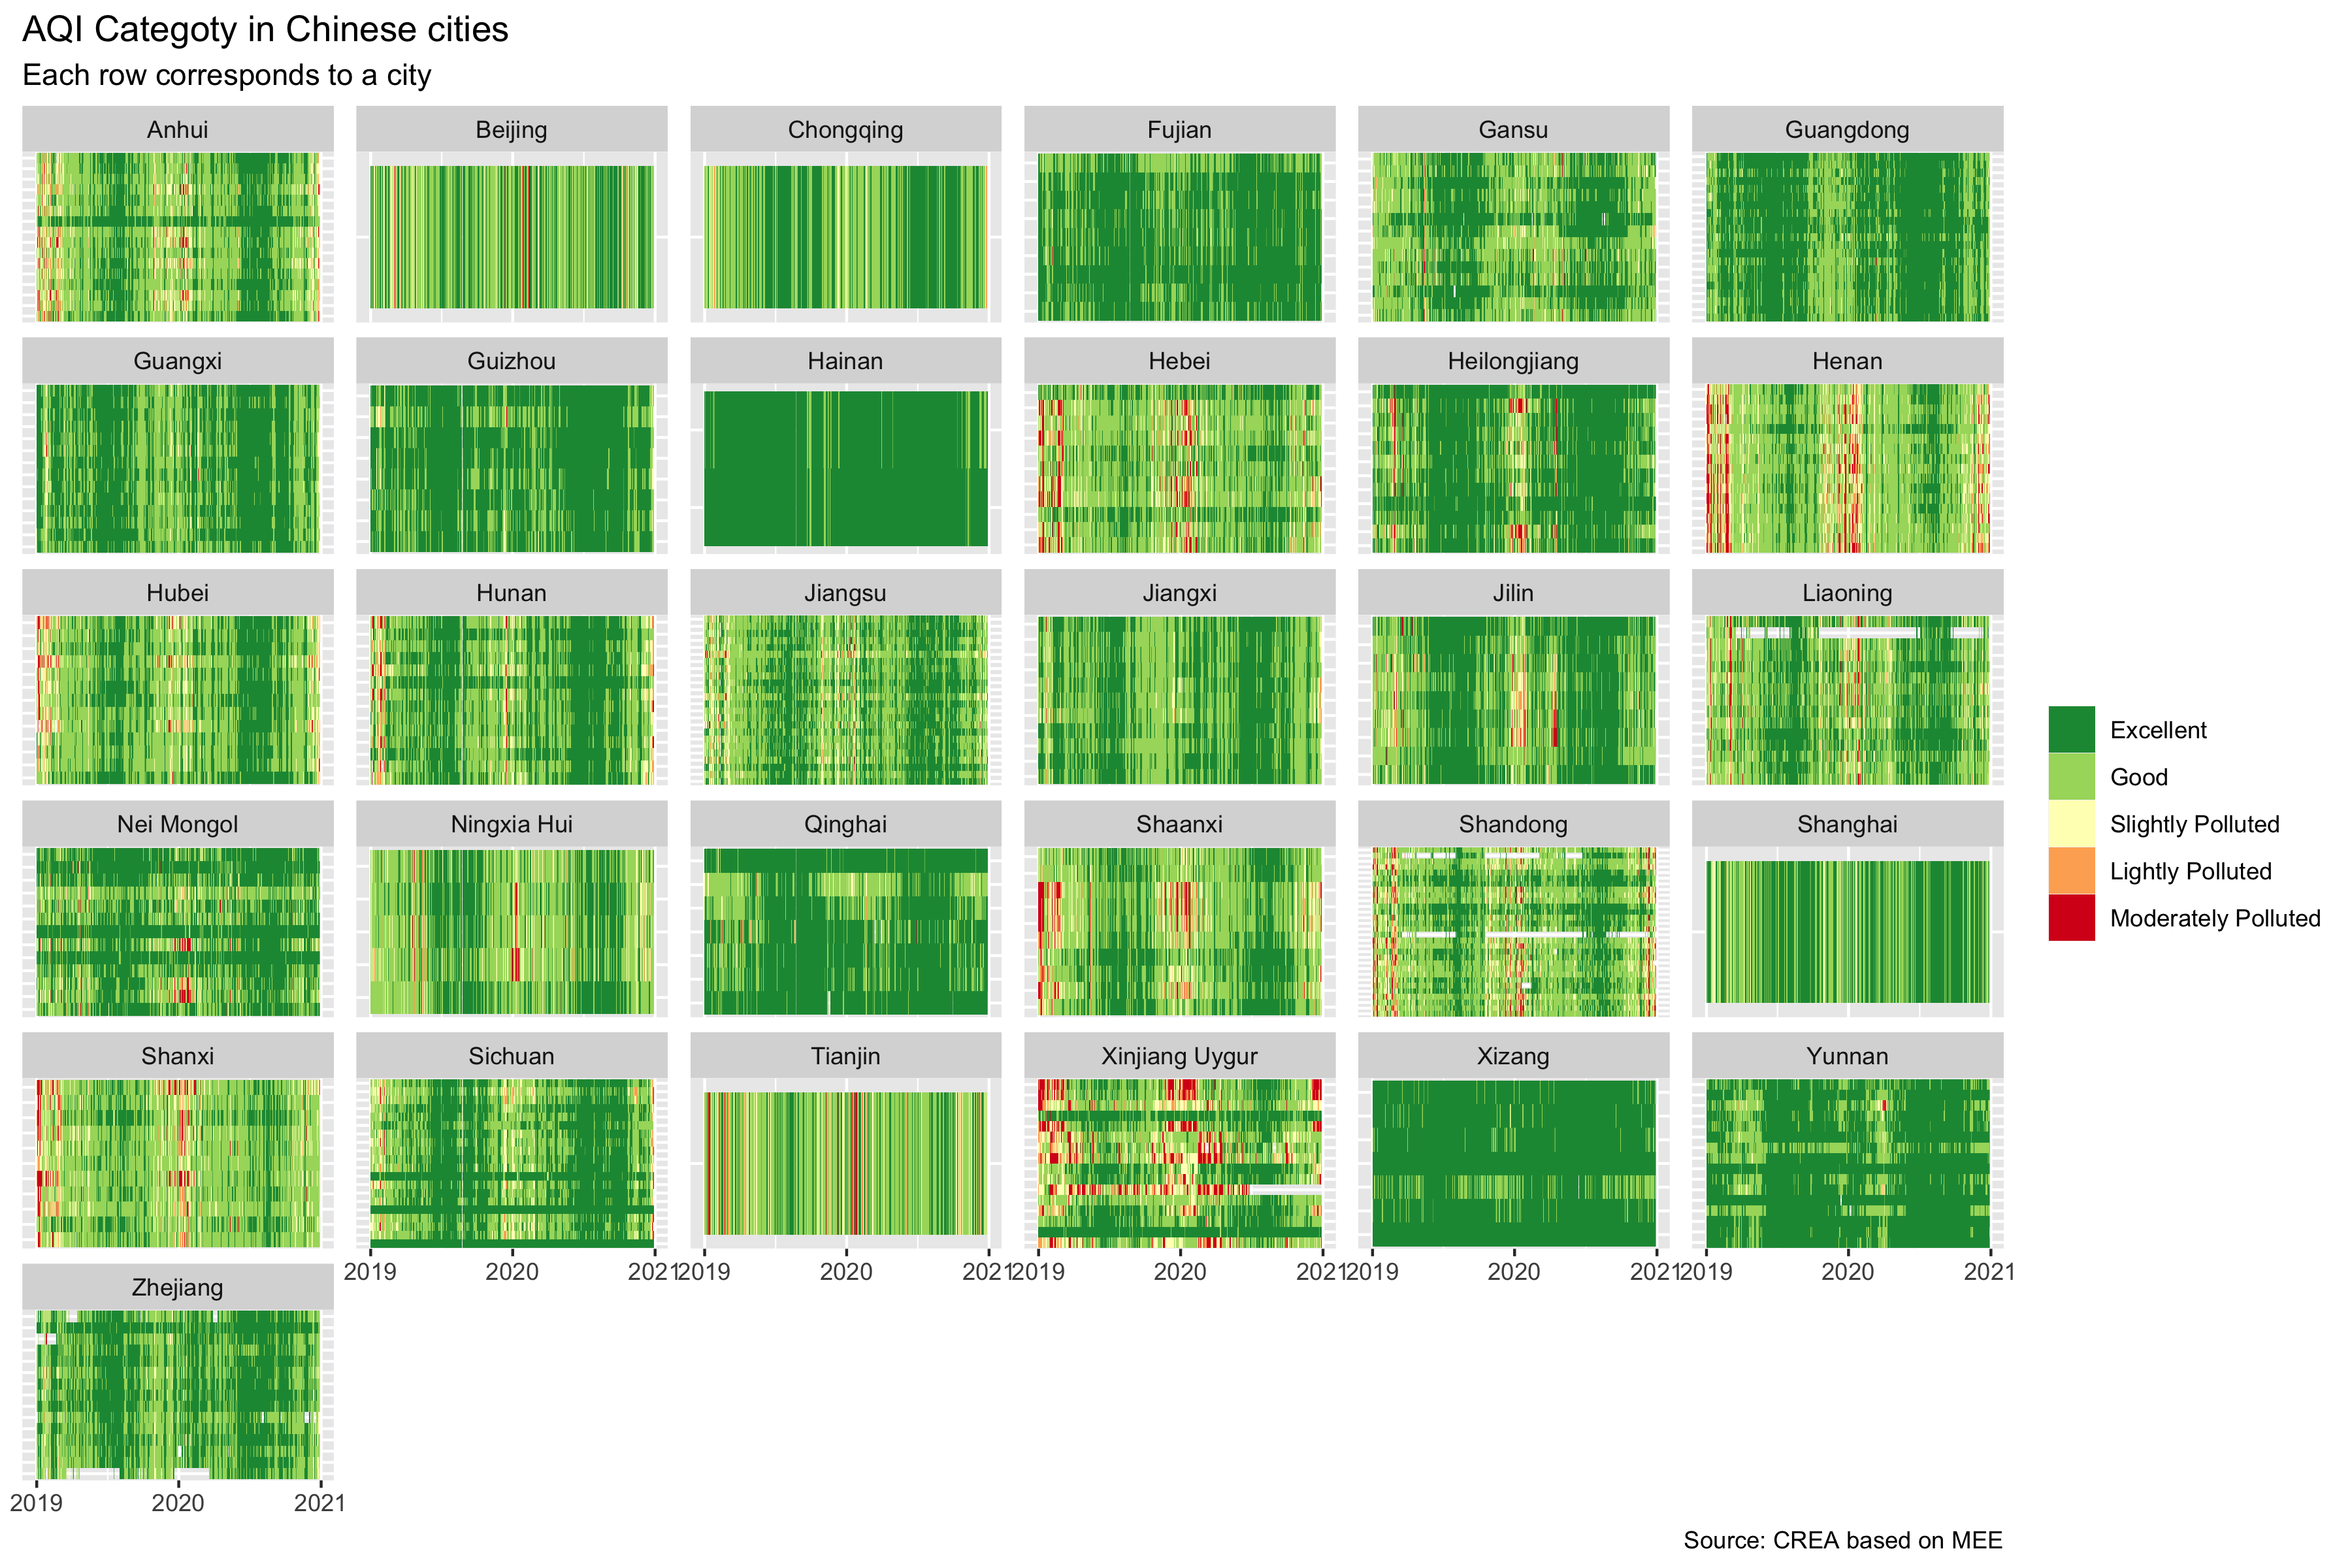 AQI Categoty in Chinese cities
Each row corresponds to a city
Anhui
Beijing
Chongqing
Fujian
Gansu
Guangdong
Guangxi
Guizhou
Hainan
Hebei
Heilongjiang
Henan
Hubei
Hunan
Jiangsu
Jiangxi
Jilin
Liaoning
Nei Mongol
Ningxia Hui
Qinghai
Shaanxi
Shandong
Shanghai
Shanxi
Sichuan
Tianjin
Xinjiang Uygur
Xizang
Yunnan
2019 2020 2021
2019 2020 2021
2019 2020 2021
2019 2020 2021
2019 2020 2021
Zhejiang
2019 2020 2021
Excellent
Good
Slightly Polluted
Lightly Polluted
Moderately Polluted
Source: CREA based on MEE